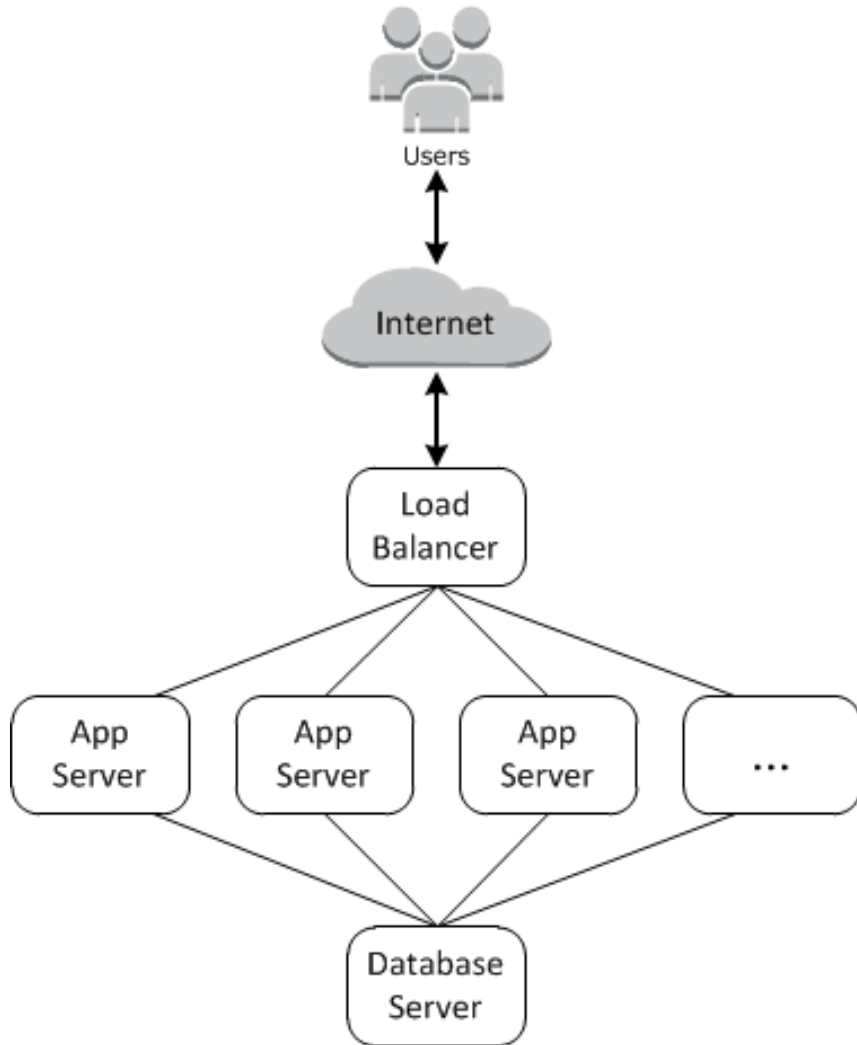 Users
Internet
Load
Balancer
App
Server
App
Server
App
Server
...
Database
Server